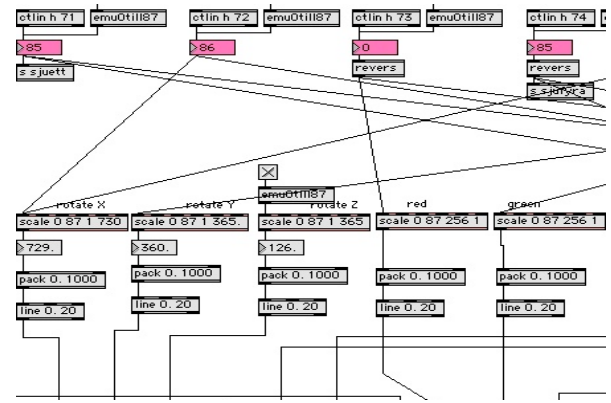 ctlin h 71 emu0till87 ctlin h 72 emu0till87 ctlin h 73 emu0till87 ctlin h 74
85 86 0 85
s sjuett revers revers
s sjufyra
emu0till87
rotate X rotate Y rotate Z red green
scale 0 87 1 730 scale 0 87 1 365. scale 0 87 1 365 scale 0 87 256 1 scale 0 87 256 1
729. 360. 126.
pack 0. 1000 pack 0. 1000 pack 0. 1000 pack 0. 1000 pack 0. 1000
line 0. 20 line 0. 20 line 0. 20 line 0. 20 line 0. 20